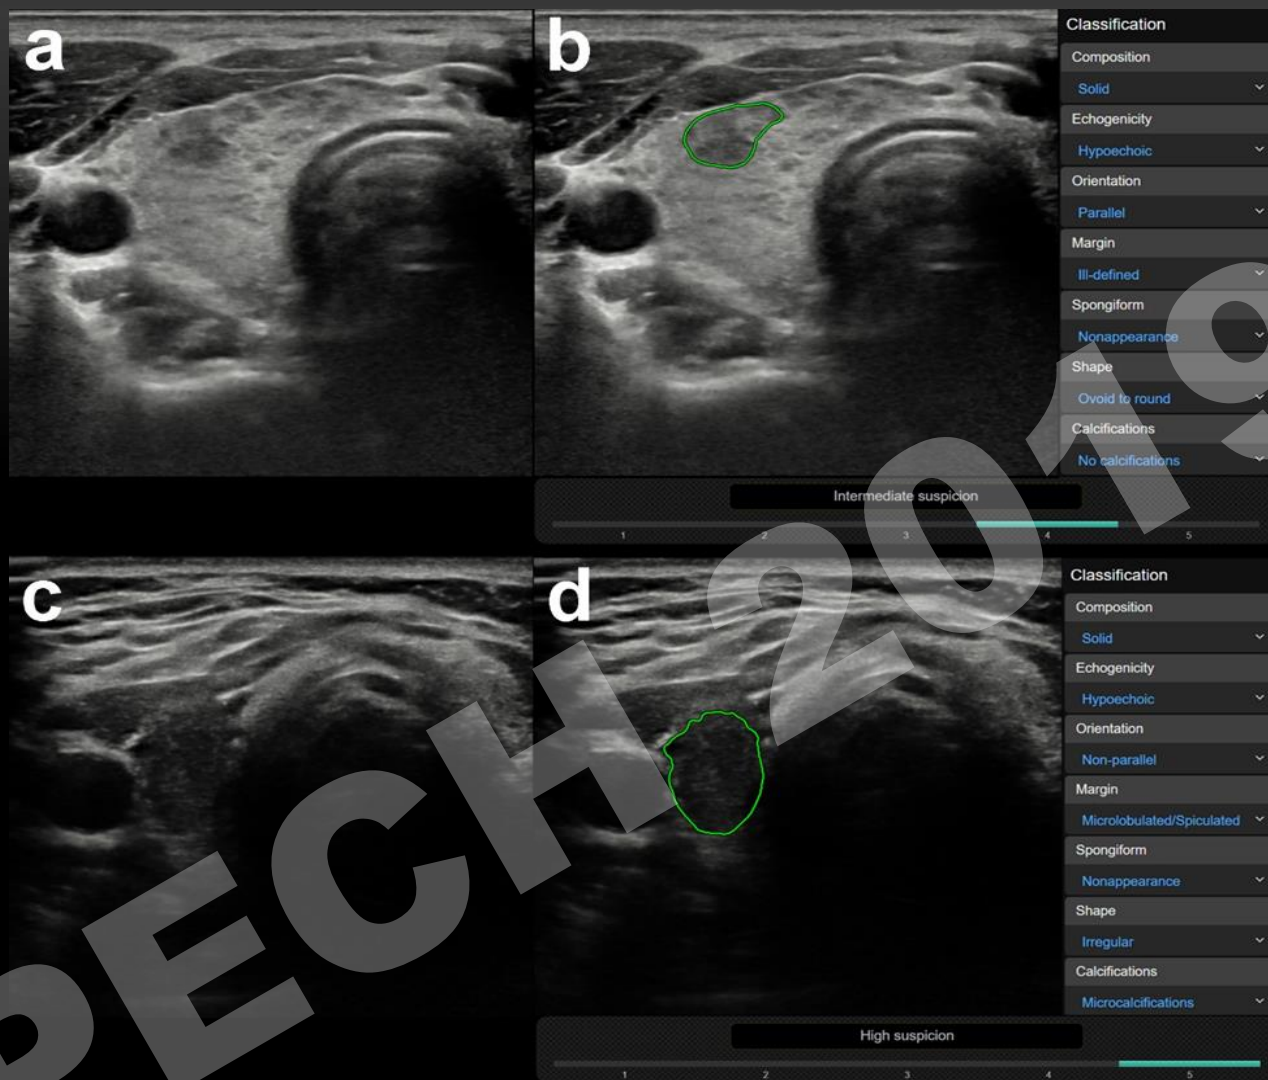 a
b
Classification
Composition
Solid
Echogenicity
Hypoechoic
Orientation
Parallel
Margin
Ill-defined
Spongiform
Nonappearance
Shape
Ovoid to round
Calcifications
No calcifications
Intermediate suspicion
1 2 3 4 5
c
d
Classification
Composition
Solid
Echogenicity
Hypoechoic
Orientation
Non-parallel
Margin
Microlobulated/Spiculated
Spongiform
Nonappearance
Shape
Irregular
Calcifications
Microcalcifications
High suspicion
1 2 3 4 5
PECH 2019